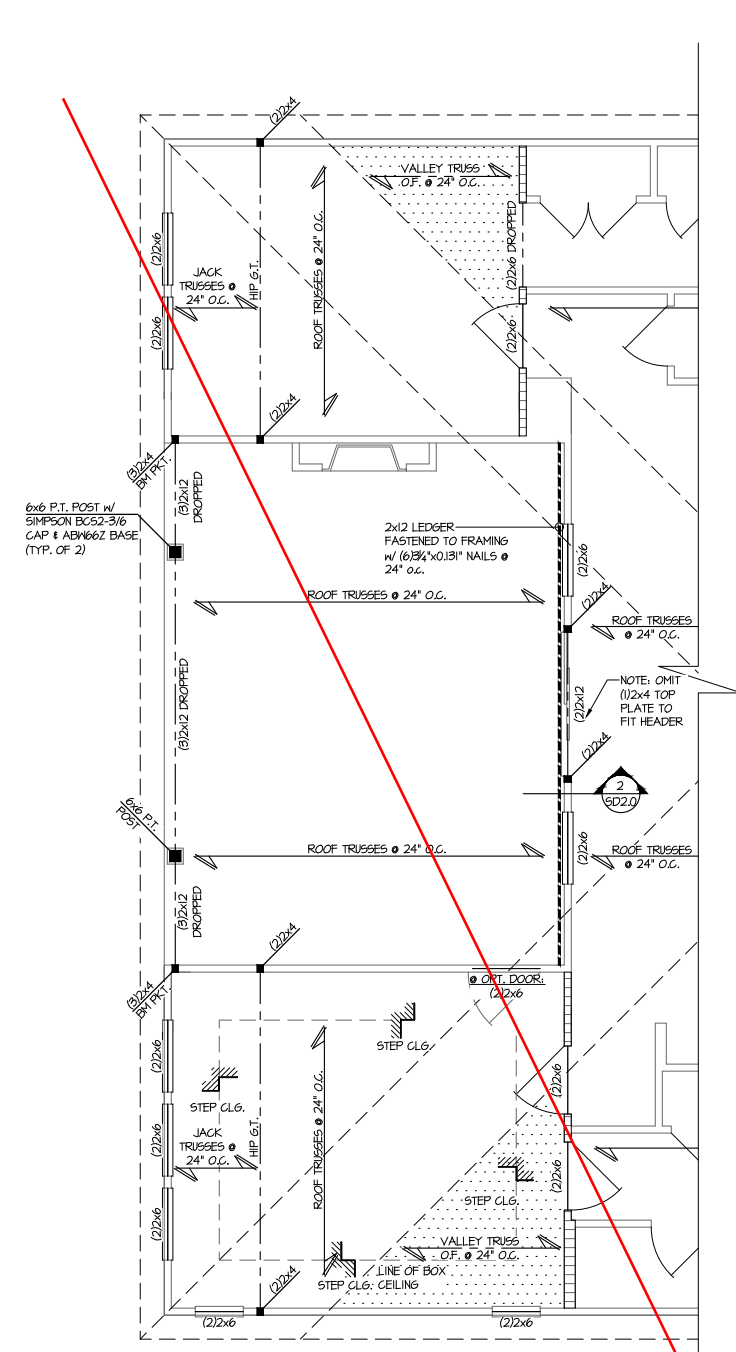 (2)2x4
VALLEY TRUSS
O.F. @ 24" O.C.
(2)2x6
JACK
TRUSSES @
24" O.C.
HIP G.T.
ROOF TRUSSES @ 24" O.C.
(2)2x6 DROPPED
(2)2x6
(2)2x6
(2)2x4
(3)2x4
BM PKT.
(3)2x12
DROPPED
6x6 P.T. POST W/
SIMPSON BCS2-3/6
CAP & ABW66Z BASE
(TYP. OF 2)
2x12 LEDGER
FASTENED TO FRAMING
W/ (6)3¼"x0.131" NAILS @
24" o.c.
(2)2x6
ROOF TRUSSES @ 24" O.C.
(2)2x4
ROOF TRUSSES
@ 24" O.C.
(3)2x12 DROPPED
(2)2x12
NOTE: OMIT
(1)2x4 TOP
PLATE TO
FIT HEADER
(2)2x4
2
SD2.0
6x6 P.T.
POST
ROOF TRUSSES @ 24" O.C.
(2)2x6
ROOF TRUSSES
@ 24" O.C.
(3)2x12
DROPPED
(2)2x4
(3)2x4
BM PKT.
@ OPT. DOOR:
(2)2x6
STEP CLG.
(2)2x6
(2)2x6
STEP CLG.
JACK
TRUSSES @
24" O.C.
HIP G.T.
ROOF TRUSSES @ 24" O.C.
(2)2x6
(2)2x6
STEP CLG.
(2)2x6
VALLEY TRUSS
O.F. @ 24" O.C.
LINE OF BOX
CEILING
STEP CLG.
(2)2x4
(2)2x6
(2)2x6